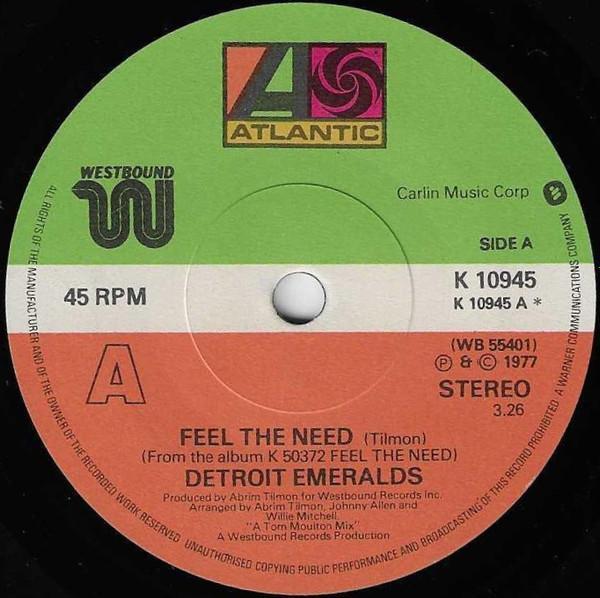 ATLANTIC
WESTBOUND
Carlin Music Corp
SIDE A
45 RPM
K 10945
K 10945 A *
(WB 55401)
Ⓟ & © 1977
A
STEREO
3.26
FEEL THE NEED (Tilmon)
(From the album K 50372 FEEL THE NEED)
DETROIT EMERALDS
Produced by Abrim Tilmon for Westbound Records Inc.
Arranged by Abrim Tilmon, Johnny Allen and
Willie Mitchell.
"A Tom Moulton Mix"
A Westbound Records Production
ALL RIGHTS OF THE MANUFACTURER AND OF THE OWNER OF THE RECORDED WORK RESERVED UNAUTHORISED COPYING PUBLIC PERFORMANCE AND BROADCASTING OF THIS RECORD PROHIBITED A WARNER COMMUNICATIONS COMPANY